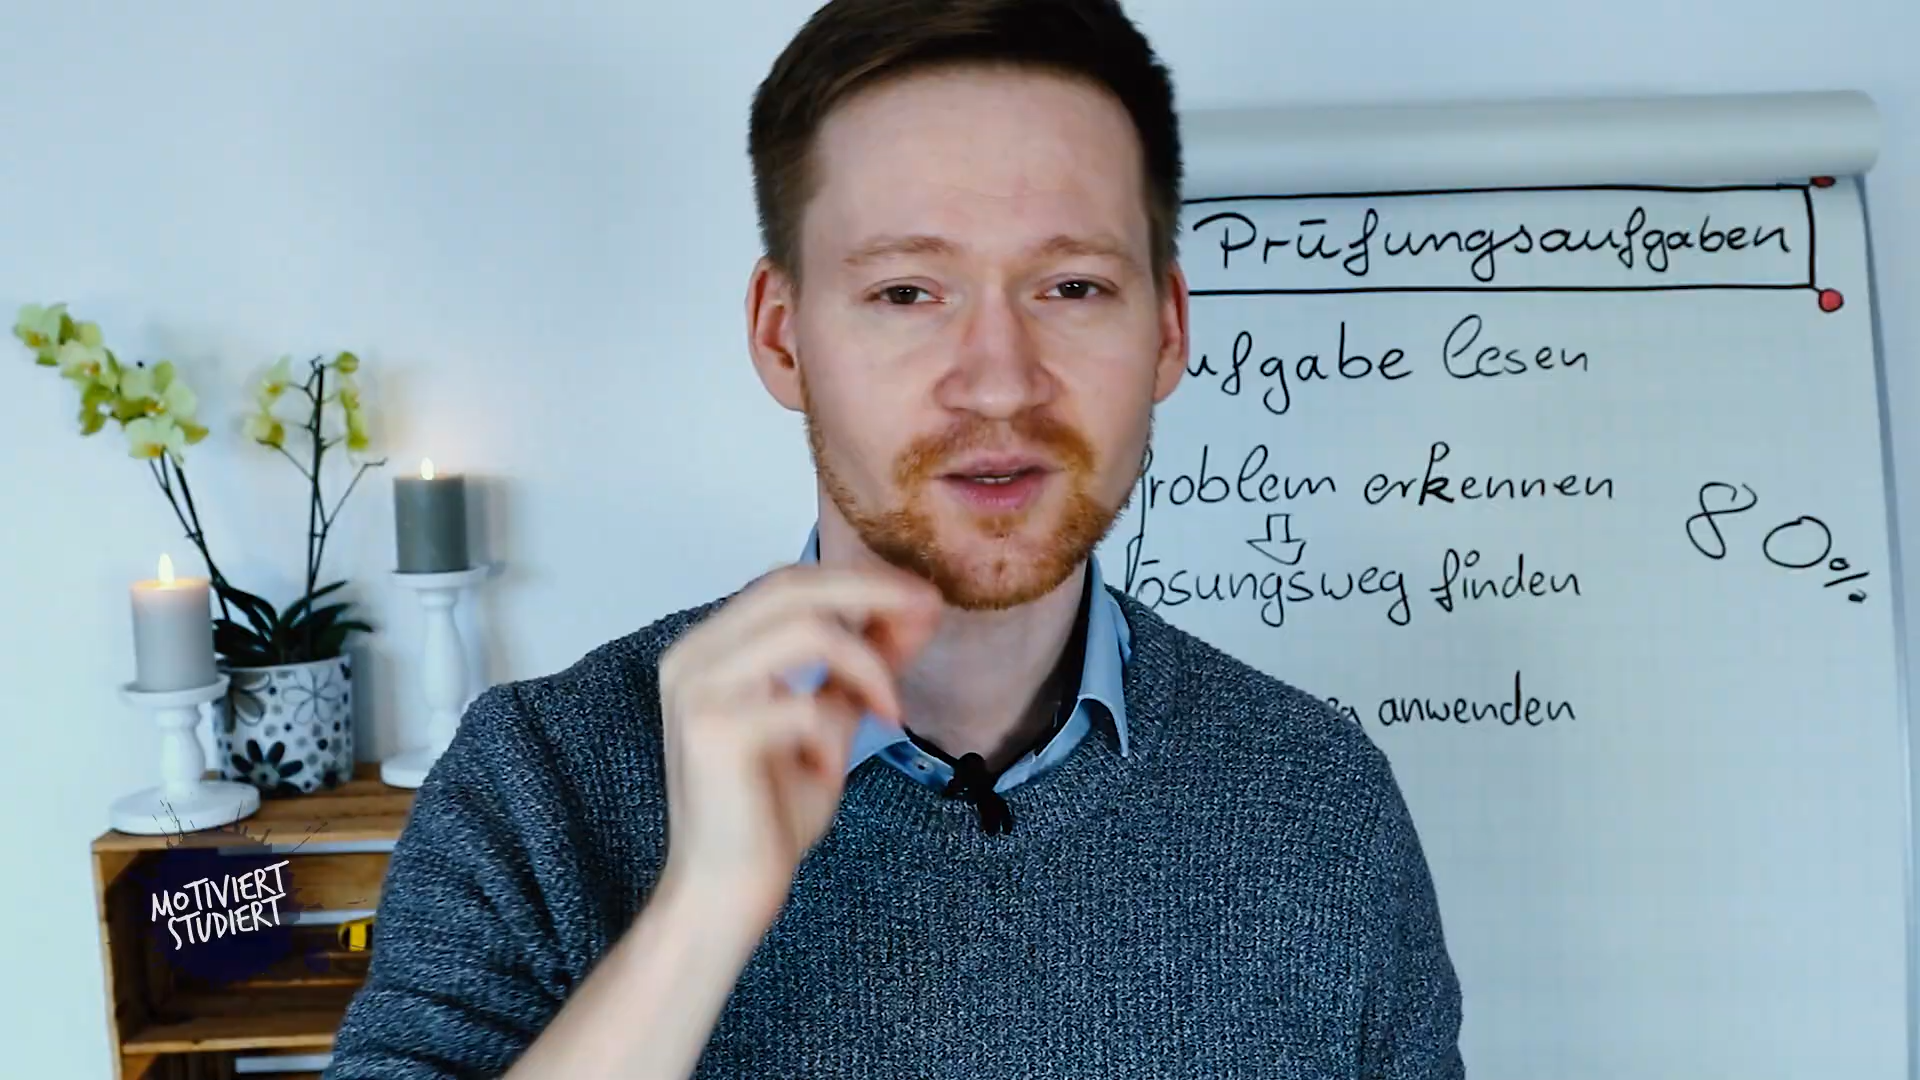 Prüfungsaufgaben
ufgabe lesen
roblem erkennen
ösungsweg finden
80%
g anwenden
MOTIVIERT
STUDIERT